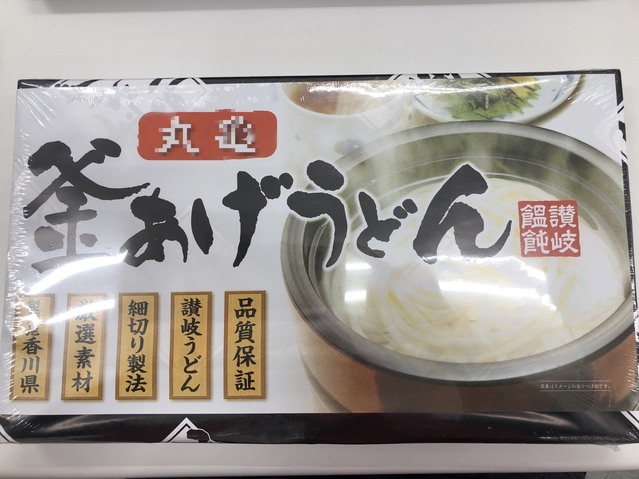 丸亀
釜あげうどん
讃岐
饂飩
品質保証
讃岐うどん
細切り製法
厳選素材
香川県